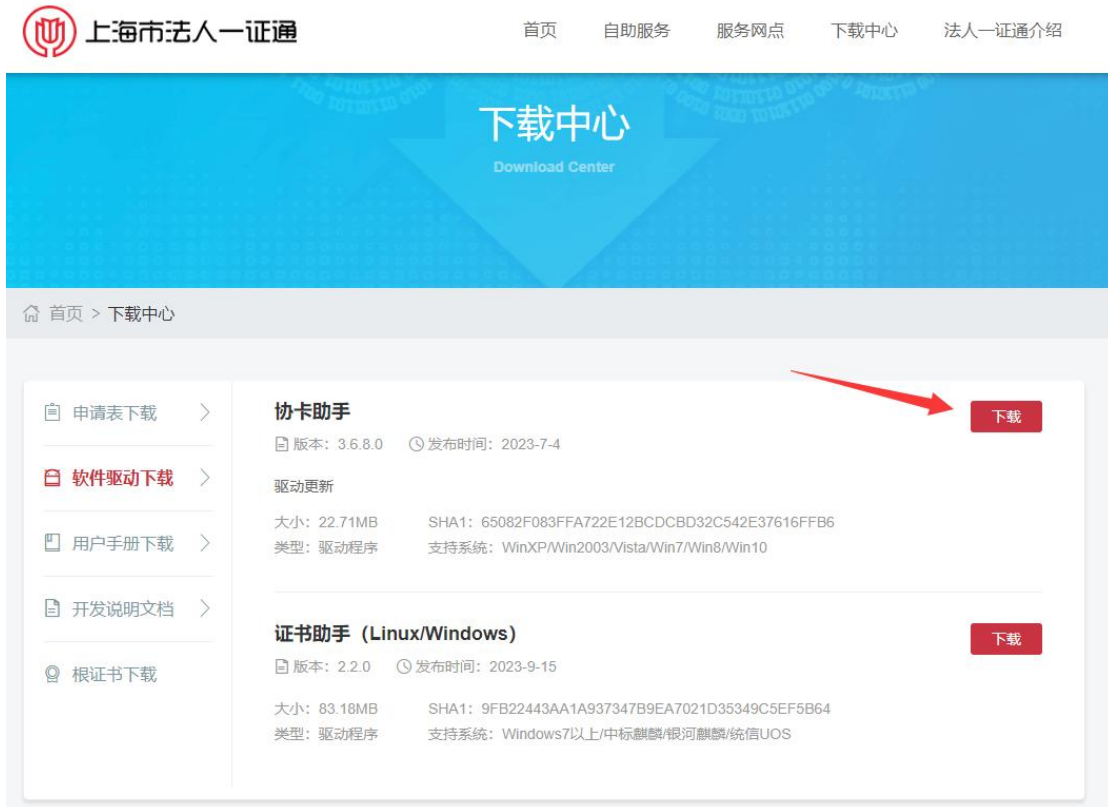 上海市法人一证通
首页 自助服务 服务网点 下载中心 法人一证通介绍
下载中心
Download Center
首页 > 下载中心
申请表下载
软件驱动下载
用户手册下载
开发说明文档
根证书下载
协卡助手
下载
版本：3.6.8.0 发布时间：2023-7-4
驱动更新
大小：22.71MB SHA1：65082F083FFA722E12BCDCBD32C542E37616FFB6
类型：驱动程序 支持系统：WinXP/Win2003/Vista/Win7/Win8/Win10
证书助手（Linux/Windows）
下载
版本：2.2.0 发布时间：2023-9-15
大小：83.18MB SHA1：9FB22443AA1A937347B9EA7021D35349C5EF5B64
类型：驱动程序 支持系统：Windows7以上/中标麒麟/银河麒麟/统信UOS